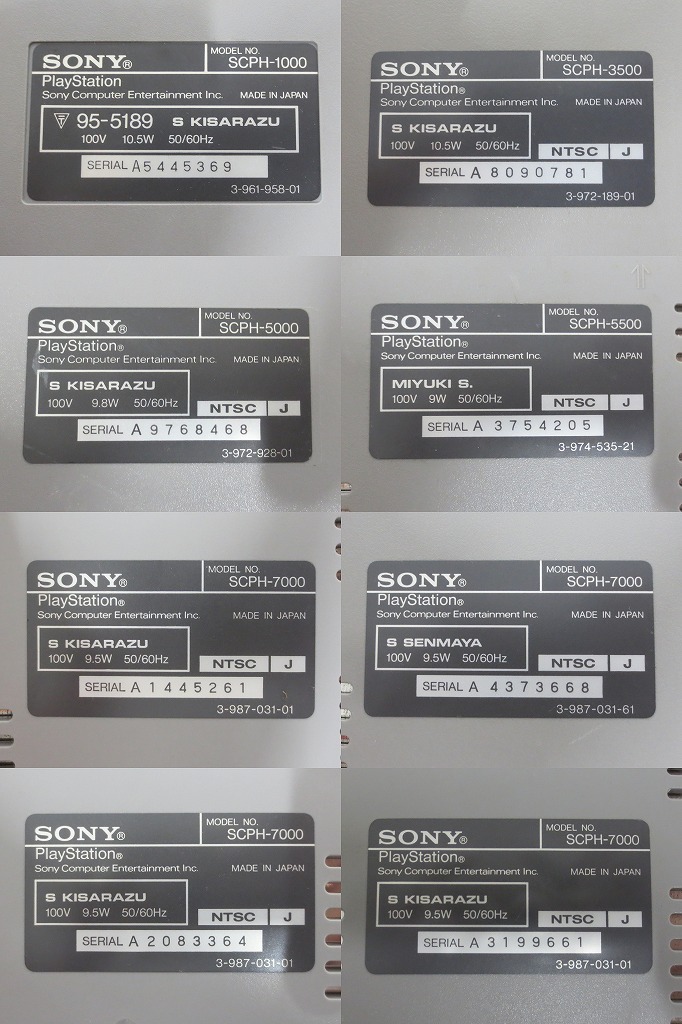 SONY® MODEL NO. SCPH-1000
PlayStation
Sony Computer Entertainment Inc. MADE IN JAPAN
95-5189 S KISARAZU
100V 10.5W 50/60Hz
SERIAL A5445369
3-961-958-01
SONY® MODEL NO. SCPH-3500
PlayStation®
Sony Computer Entertainment Inc. MADE IN JAPAN
S KISARAZU
100V 10.5W 50/60Hz
NTSC J
SERIAL A 8090781
3-972-189-01
SONY® MODEL NO. SCPH-5000
PlayStation®
Sony Computer Entertainment Inc. MADE IN JAPAN
S KISARAZU
100V 9.8W 50/60Hz
NTSC J
SERIAL A 9768468
3-972-928-01
SONY® MODEL NO. SCPH-5500
PlayStation®
Sony Computer Entertainment Inc. MADE IN JAPAN
MIYUKI S.
100V 9W 50/60Hz
NTSC J
SERIAL A 3754205
3-974-535-21
SONY® MODEL NO. SCPH-7000
PlayStation®
Sony Computer Entertainment Inc. MADE IN JAPAN
S KISARAZU
100V 9.5W 50/60Hz
NTSC J
SERIAL A 1445261
3-987-031-01
SONY® MODEL NO. SCPH-7000
PlayStation®
Sony Computer Entertainment Inc. MADE IN JAPAN
S SENMAYA
100V 9.5W 50/60Hz
NTSC J
SERIAL A 4373668
3-987-031-61
SONY® MODEL NO. SCPH-7000
PlayStation®
Sony Computer Entertainment Inc. MADE IN JAPAN
S KISARAZU
100V 9.5W 50/60Hz
NTSC J
SERIAL A 2083364
3-987-031-01
SONY® MODEL NO. SCPH-7000
PlayStation®
Sony Computer Entertainment Inc. MADE IN JAPAN
S KISARAZU
100V 9.5W 50/60Hz
NTSC J
SERIAL A 3199661
3-987-031-01